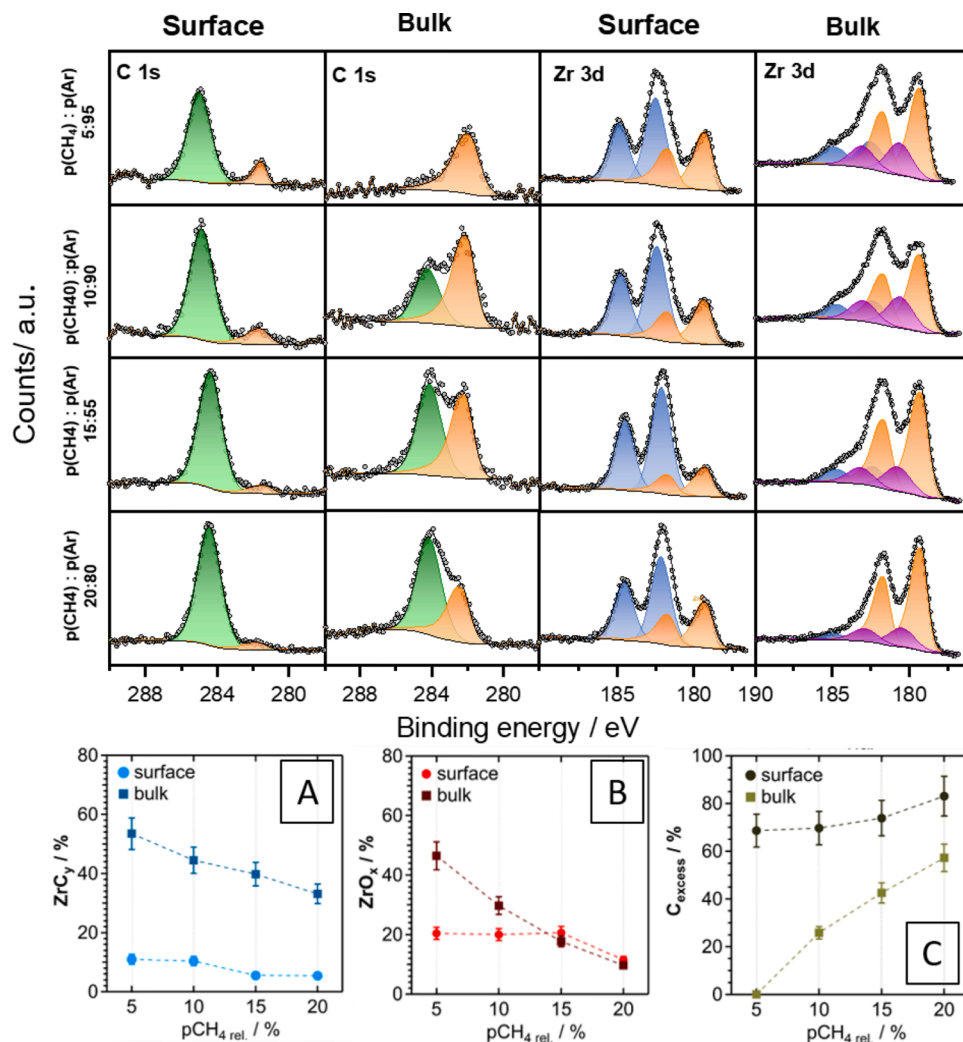 Surface Bulk Surface Bulk
C 1s C 1s Zr 3d Zr 3d
p(CH₄) : p(Ar)
5:95
p(CH40) :p(Ar)
10:90
p(CH4) : p(Ar)
15:55
p(CH4) : p(Ar)
20:80
Counts/ a.u.
288 284 280 288 284 280 185 180 190 185 180
Binding energy / eV
A
surface
bulk
ZrCy / %
80
60
40
20
0
5 10 15 20
pCH4 rel. / %
B
surface
bulk
ZrOx / %
80
60
40
20
0
5 10 15 20
pCH4 rel. / %
C
surface
bulk
Cexcess / %
100
80
60
40
20
0
5 10 15 20
pCH4 rel. / %